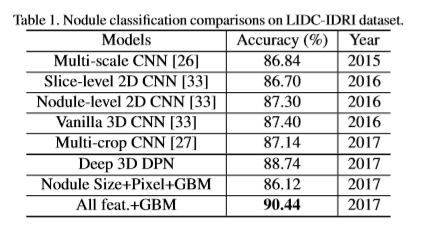 Table 1. Nodule classification comparisons on LIDC-IDRI dataset.
Models Accuracy (%) Year
Multi-scale CNN [26] 86.84 2015
Slice-level 2D CNN [33] 86.70 2016
Nodule-level 2D CNN [33] 87.30 2016
Vanilla 3D CNN [33] 87.40 2016
Multi-crop CNN [27] 87.14 2017
Deep 3D DPN 88.74 2017
Nodule Size+Pixel+GBM 86.12 2017
All feat.+GBM 90.44 2017